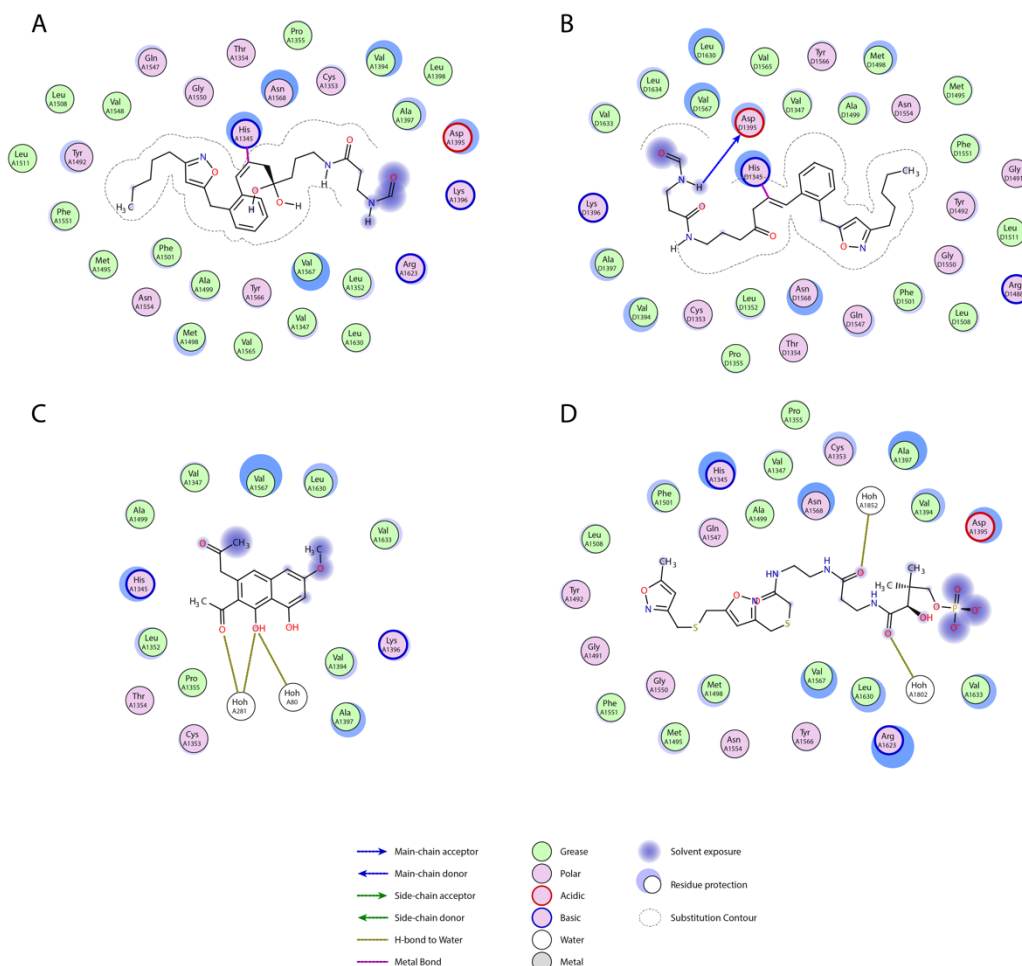 A
Pro
A1355
Thr
A1354
Val
A1394
Gln
A1547
Cys
A1353
Leu
A1398
Asn
A1568
Gly
A1550
Leu
A1508
Val
A1548
Ala
A1397
His
A1345
Asp
A1395
Leu
A1511
Tyr
A1492
N
O
O
N
H
O
N
H
O
H
O
H
H₃C
Lys
A1396
Phe
A1551
Phe
A1501
Met
A1495
Ala
A1499
Val
A1567
Arg
A1623
Leu
A1352
Asn
A1554
Tyr
A1566
Met
A1498
Val
A1565
Val
A1347
Leu
A1630
B
Leu
D1630
Val
D1565
Tyr
D1566
Met
D1498
Leu
D1634
Val
D1567
Val
D1347
Ala
D1499
Asn
D1554
Met
D1495
Val
D1633
Asp
D1395
Phe
D1551
O
N
H
His
D1345
CH₃
Gly
D1491
Lys
D1396
O
N
H
O
O
N
Tyr
D1492
Leu
D1511
Ala
D1397
Gly
D1550
Arg
D1486
Val
D1394
Cys
D1353
Leu
D1352
Asn
D1568
Gln
D1547
Phe
D1501
Leu
D1508
Pro
D1355
Thr
D1354
C
Val
A1347
Val
A1567
Leu
A1630
Ala
A1499
Val
A1633
O
CH₃
H₃C
O
His
A1345
H₃C
O
OH
OH
Leu
A1352
Lys
A1396
Val
A1394
Pro
A1355
Thr
A1354
Hoh
A281
Hoh
A80
Ala
A1397
Cys
A1353
D
Pro
A1355
His
A1345
Val
A1347
Cys
A1353
Ala
A1397
Phe
A1501
Asn
A1568
Hoh
A1852
Ala
A1499
Val
A1394
Gln
A1547
Asp
A1395
Leu
A1508
CH₃
O
N
S
O
N
S
O
HN
NH
O
NH
O
H₃C
CH₃
OH
O
P
O
O⁻
O⁻
Tyr
A1492
Gly
A1491
Gly
A1550
Met
A1498
Val
A1567
Leu
A1630
Hoh
A1802
Val
A1633
Phe
A1551
Met
A1495
Asn
A1554
Tyr
A1566
Arg
A1623
Main-chain acceptor
Main-chain donor
Side-chain acceptor
Side-chain donor
H-bond to Water
Metal Bond
Grease
Polar
Acidic
Basic
Water
Metal
Solvent exposure
Residue protection
Substitution Contour